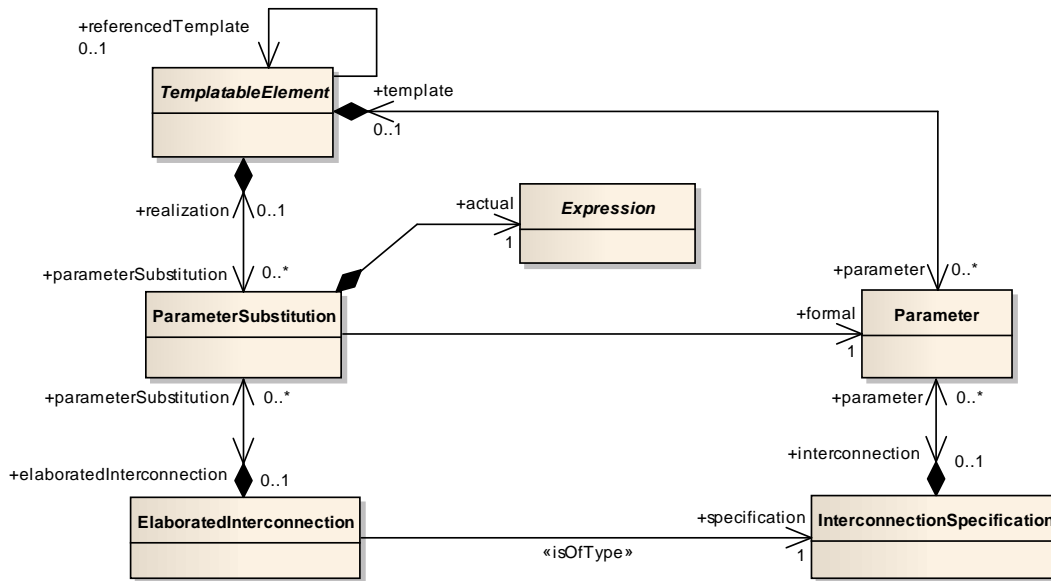 +referencedTemplate
0..1
TemplatableElement
+template
0..1
+realization
0..1
+actual
1
Expression
+parameterSubstitution
0..*
+parameter
0..*
ParameterSubstitution
+formal
1
Parameter
+parameterSubstitution
0..*
+parameter
0..*
+elaboratedInterconnection
0..1
+interconnection
0..1
ElaboratedInterconnection
«isOfType»
+specification
1
InterconnectionSpecification